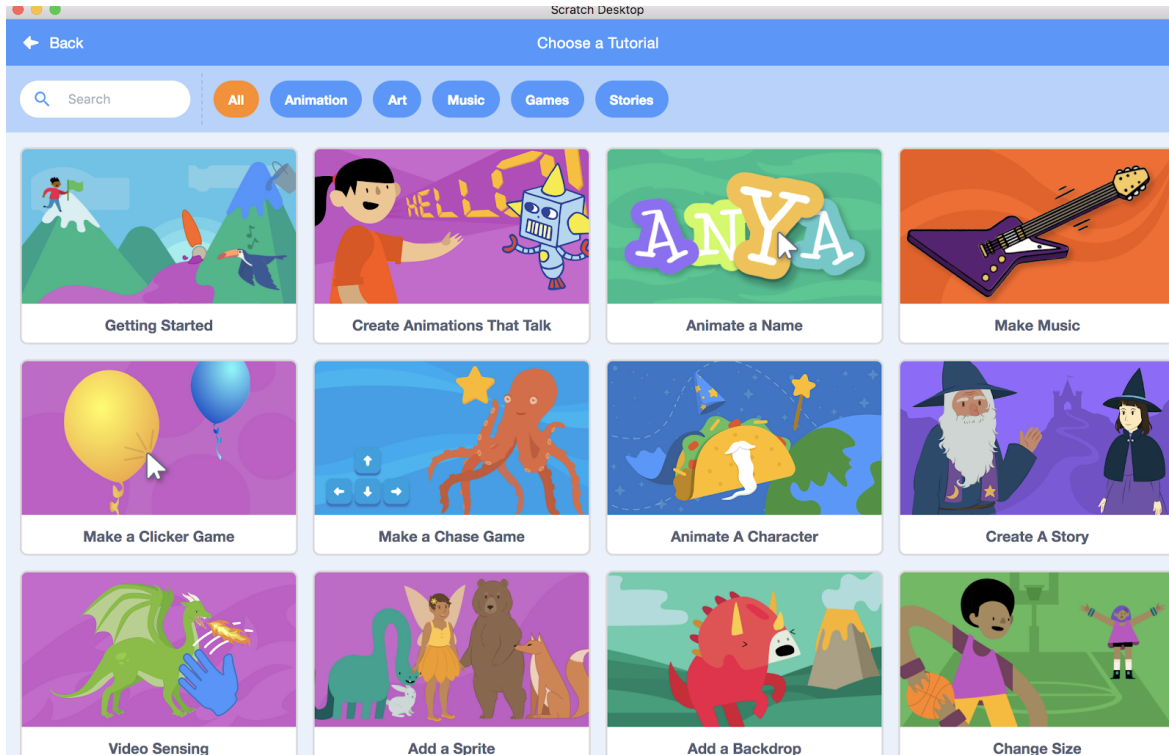 Scratch Desktop
Back
Choose a Tutorial
Search
All
Animation
Art
Music
Games
Stories
HELLO
ANYA
Getting Started
Create Animations That Talk
Animate a Name
Make Music
Make a Clicker Game
Make a Chase Game
Animate A Character
Create A Story
Video Sensing
Add a Sprite
Add a Backdrop
Change Size